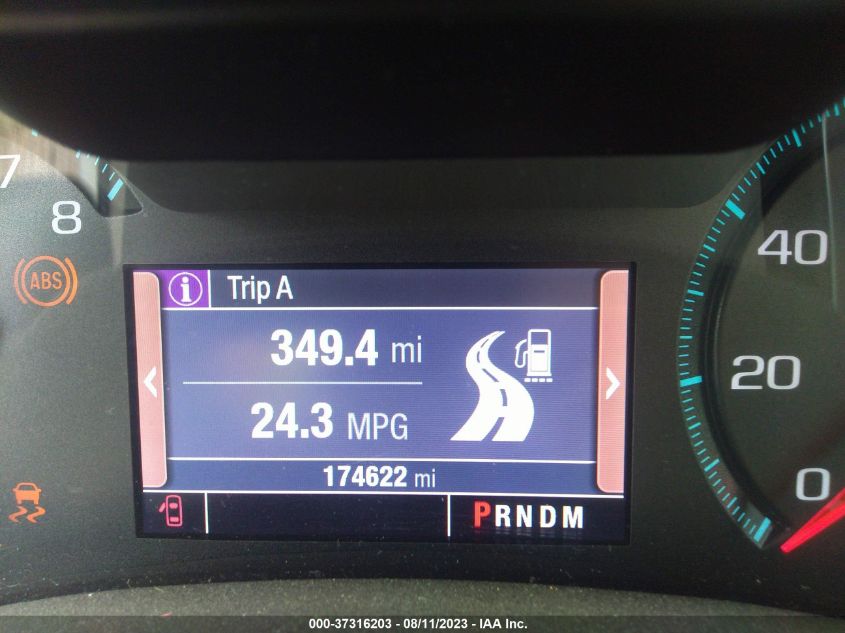 7
8
ABS
i Trip A
349.4 mi
24.3 MPG
174622 mi
PRNDM
40
20
0
000-37316203 - 08/11/2023 - IAA Inc.